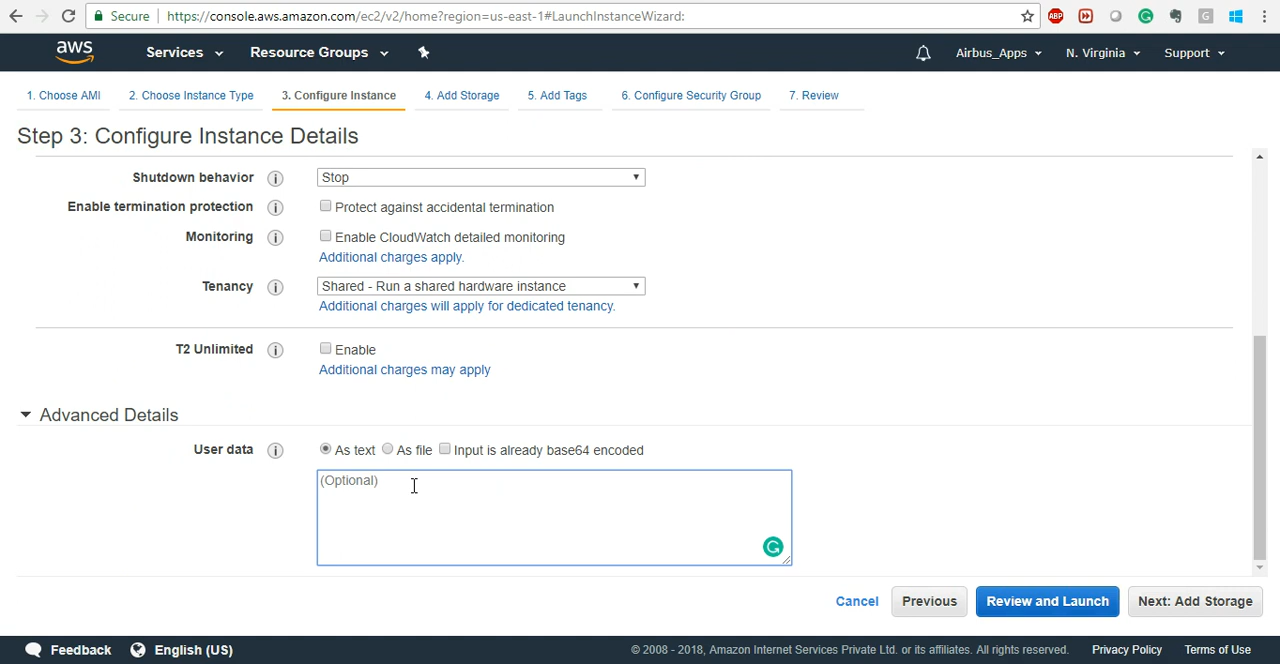 Secure https://console.aws.amazon.com/ec2/v2/home?region=us-east-1#LaunchInstanceWizard:
ABP G
aws Services Resource Groups Airbus_Apps N. Virginia Support
1. Choose AMI 2. Choose Instance Type 3. Configure Instance 4. Add Storage 5. Add Tags 6. Configure Security Group 7. Review
Step 3: Configure Instance Details
Shutdown behavior i Stop
Enable termination protection i Protect against accidental termination
Monitoring i Enable CloudWatch detailed monitoring
Additional charges apply.
Tenancy i Shared - Run a shared hardware instance
Additional charges will apply for dedicated tenancy.
T2 Unlimited i Enable
Additional charges may apply
Advanced Details
User data i As text As file Input is already base64 encoded
(Optional)
Cancel Previous Review and Launch Next: Add Storage
Feedback English (US) © 2008 - 2018, Amazon Internet Services Private Ltd. or its affiliates. All rights reserved. Privacy Policy Terms of Use